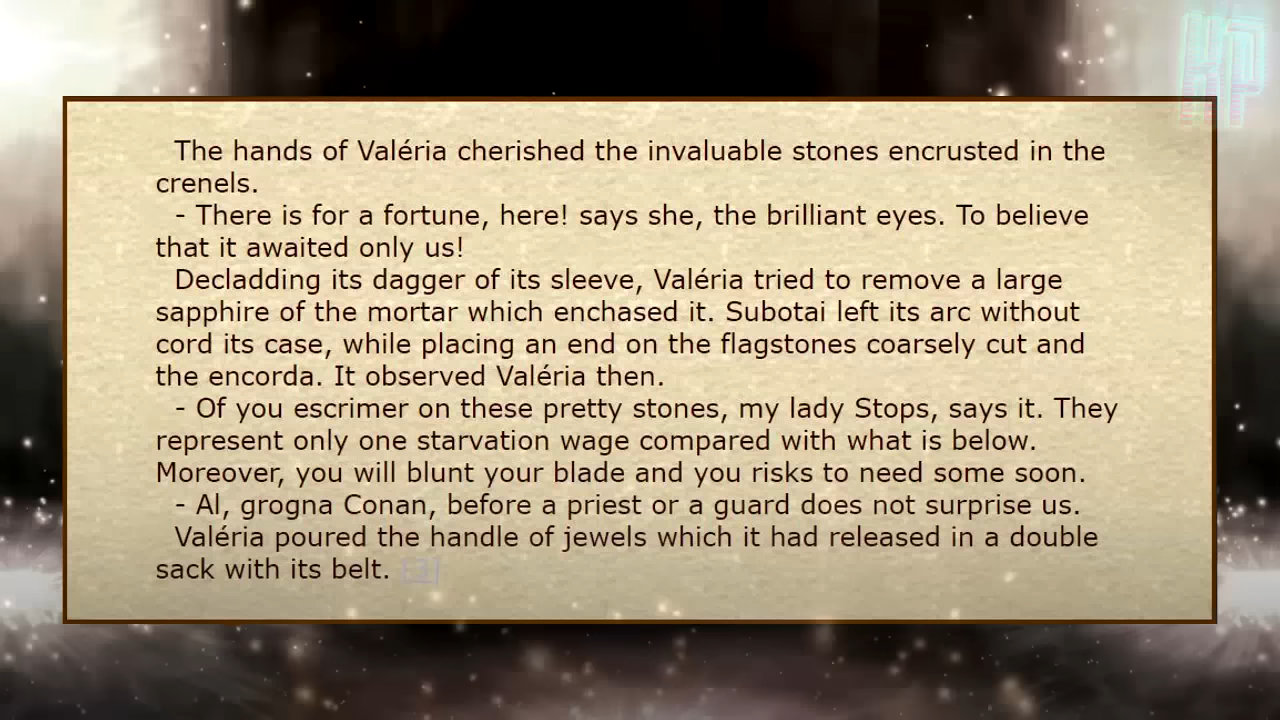 KP
The hands of Valéria cherished the invaluable stones encrusted in the
crenels.
- There is for a fortune, here! says she, the brilliant eyes. To believe
that it awaited only us!
Decladding its dagger of its sleeve, Valéria tried to remove a large
sapphire of the mortar which enchased it. Subotai left its arc without
cord its case, while placing an end on the flagstones coarsely cut and
the encorda. It observed Valéria then.
- Of you escrimer on these pretty stones, my lady Stops, says it. They
represent only one starvation wage compared with what is below.
Moreover, you will blunt your blade and you risks to need some soon.
- Al, grogna Conan, before a priest or a guard does not surprise us.
Valéria poured the handle of jewels which it had released in a double
sack with its belt. [3]